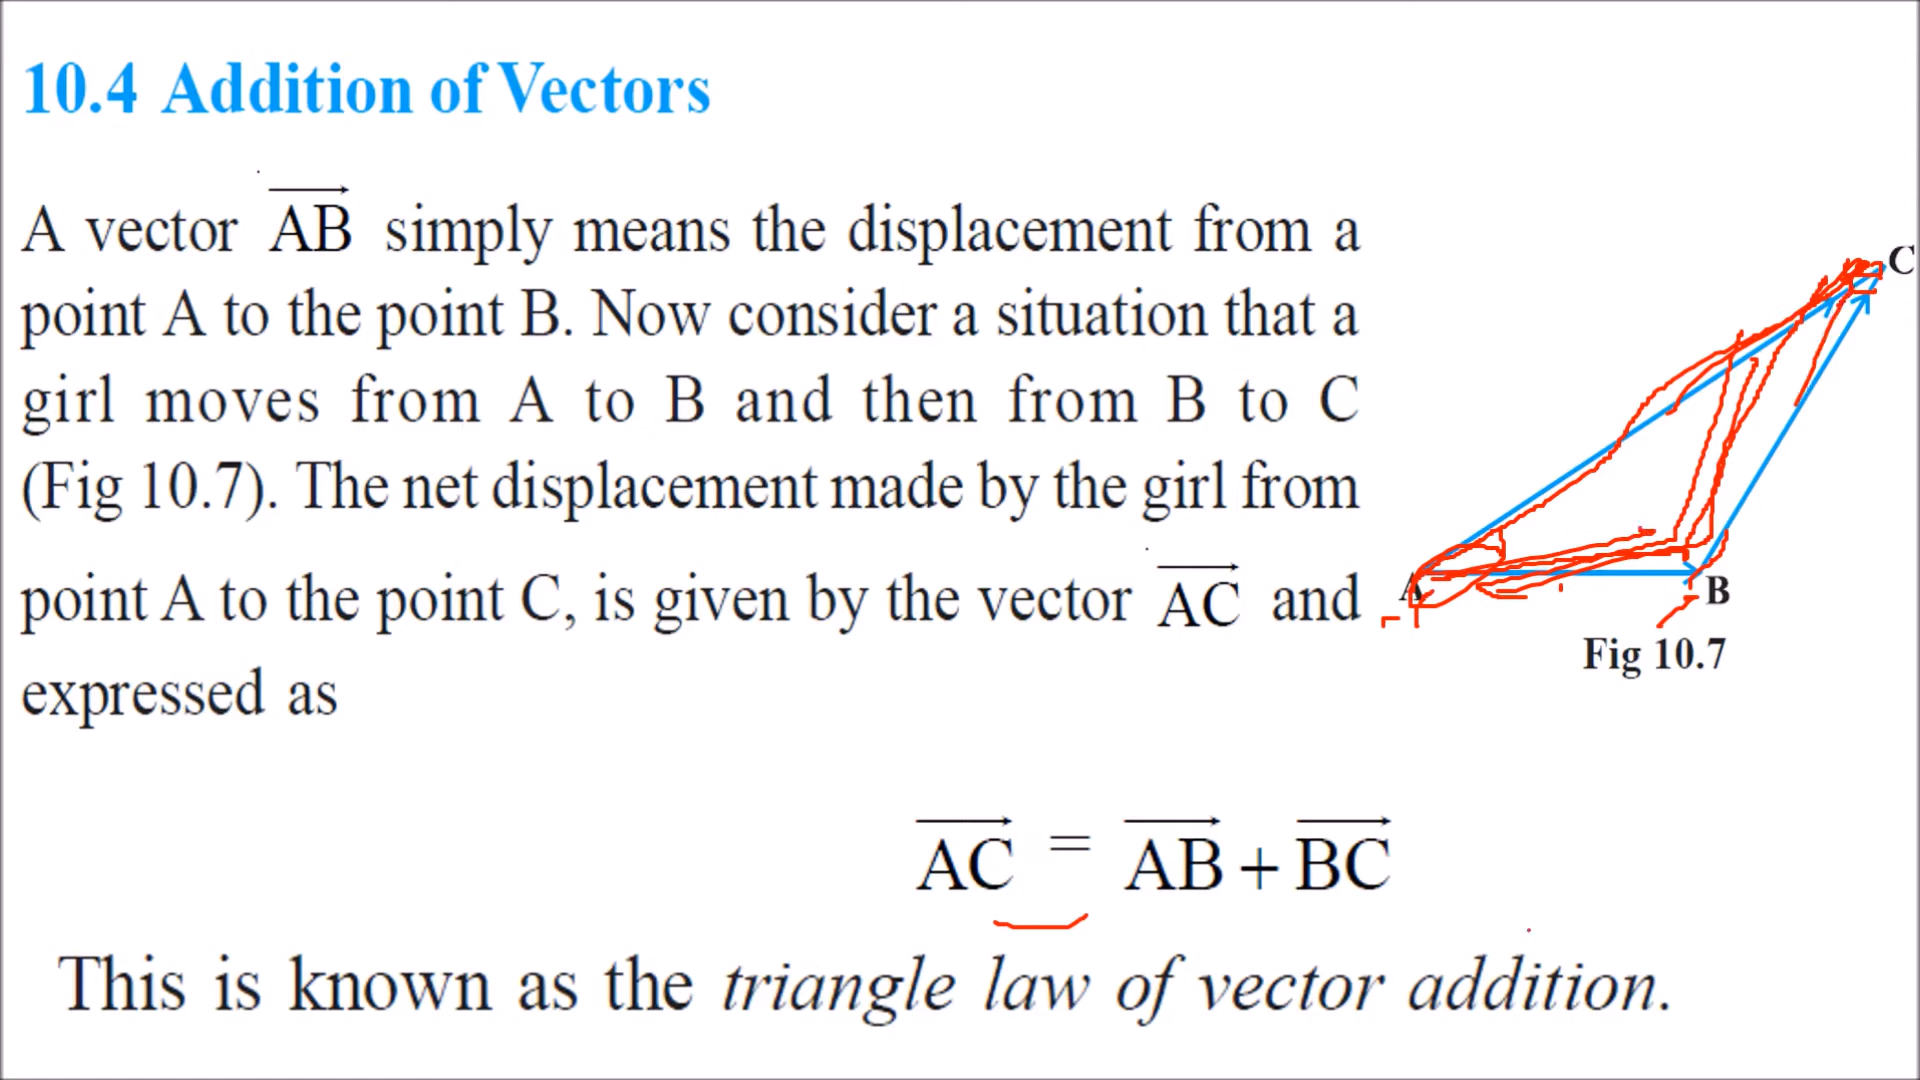 10.4 Addition of Vectors
A vector AB simply means the displacement from a
point A to the point B. Now consider a situation that a
girl moves from A to B and then from B to C
(Fig 10.7). The net displacement made by the girl from
point A to the point C, is given by the vector AC and
expressed as
C
A
B
Fig 10.7
AC = AB + BC
This is known as the triangle law of vector addition.